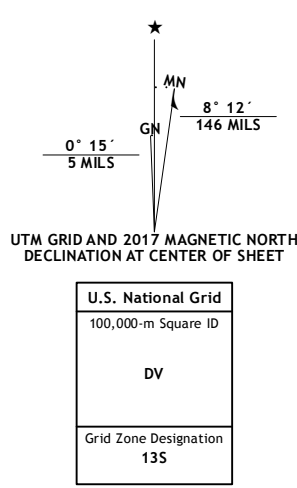 ★
MN
GN
8° 12´
146 MILS
0° 15´
5 MILS
UTM GRID AND 2017 MAGNETIC NORTH
DECLINATION AT CENTER OF SHEET
U.S. National Grid
100,000-m Square ID
DV
Grid Zone Designation
13S